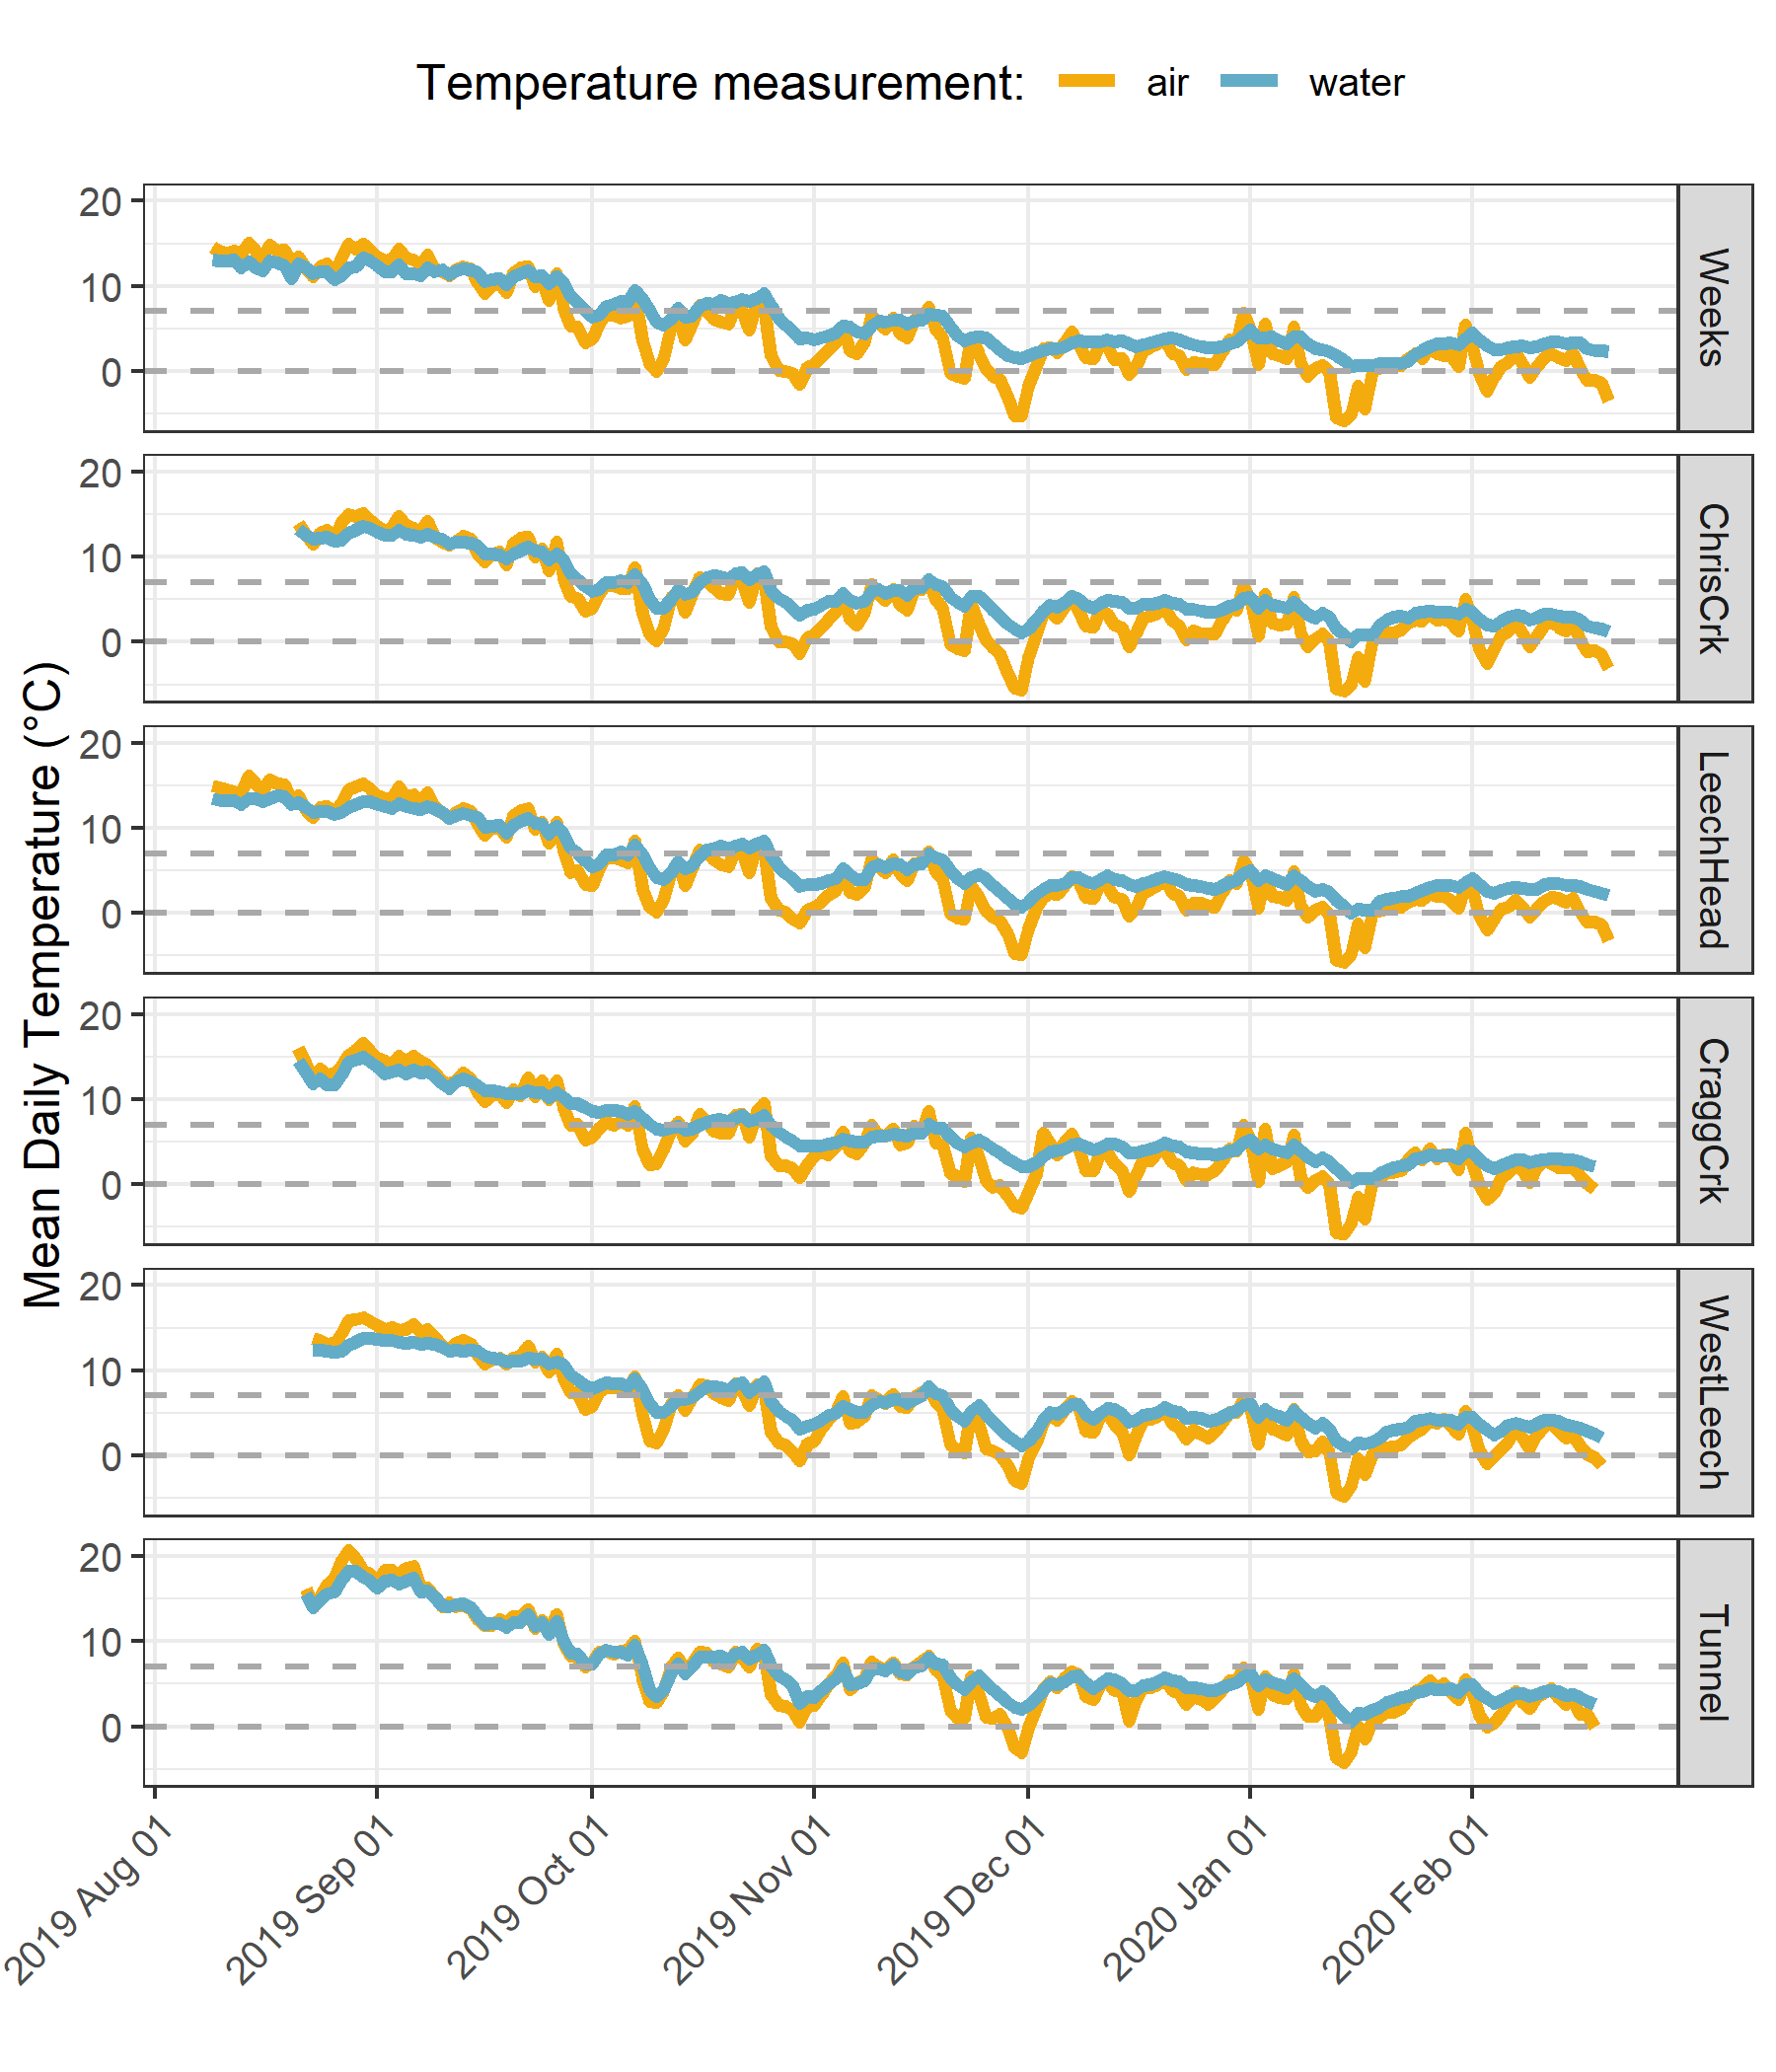 Temperature measurement: air water
Mean Daily Temperature (°C)
20
10
0
Weeks
20
10
0
ChrisCrk
20
10
0
LeechHead
20
10
0
CraggCrk
20
10
0
WestLeech
20
10
0
Tunnel
2019 Aug 01
2019 Sep 01
2019 Oct 01
2019 Nov 01
2019 Dec 01
2020 Jan 01
2020 Feb 01